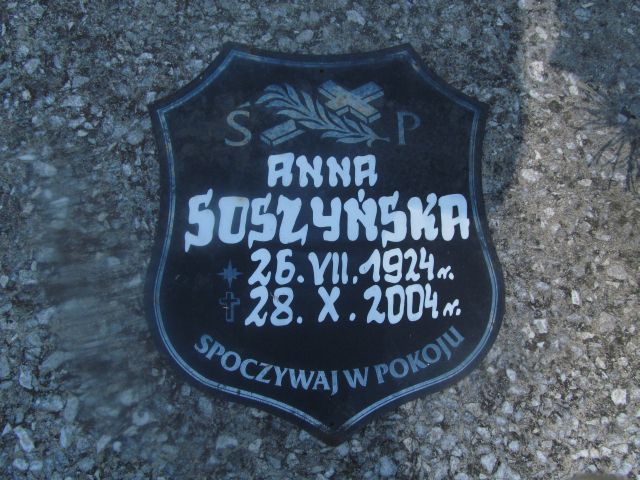 Ś P
ANNA
SOSZYŃSKA
26. VII. 1924 r.
28. X. 2004 r.
SPOCZYWAJ W POKOJU